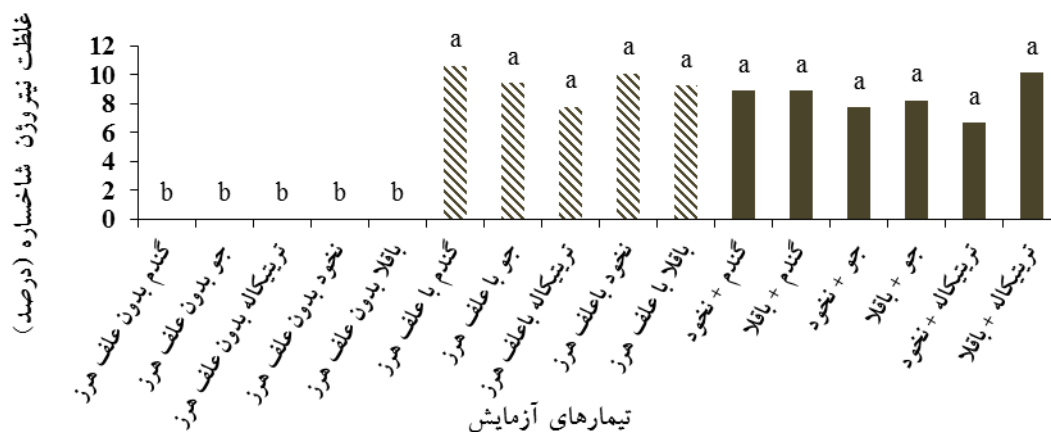 غلظت نیتروژن شاخساره (درصد)
12
10
8
6
4
2
0
b b b b b a a a a a a a a a a a
گندم بدون علف هرز
جو بدون علف هرز
تریتیکاله بدون علف هرز
نخود بدون علف هرز
باقلا بدون علف هرز
گندم با علف هرز
جو با علف هرز
تریتیکاله باعلف هرز
نخود باعلف هرز
باقلا با علف هرز
گندم + نخود
گندم + باقلا
جو + نخود
جو + باقلا
تریتیکاله + نخود
تریتیکاله + باقلا
تیمارهای آزمایش